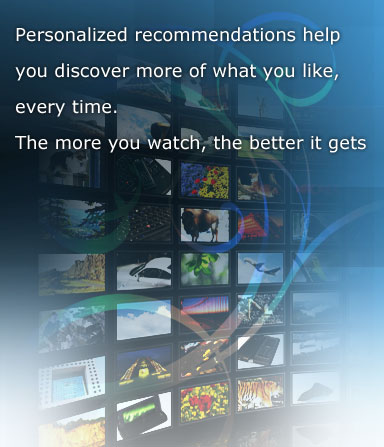 Personalized recommendations help
you discover more of what you like,
every time.
The more you watch, the better it gets